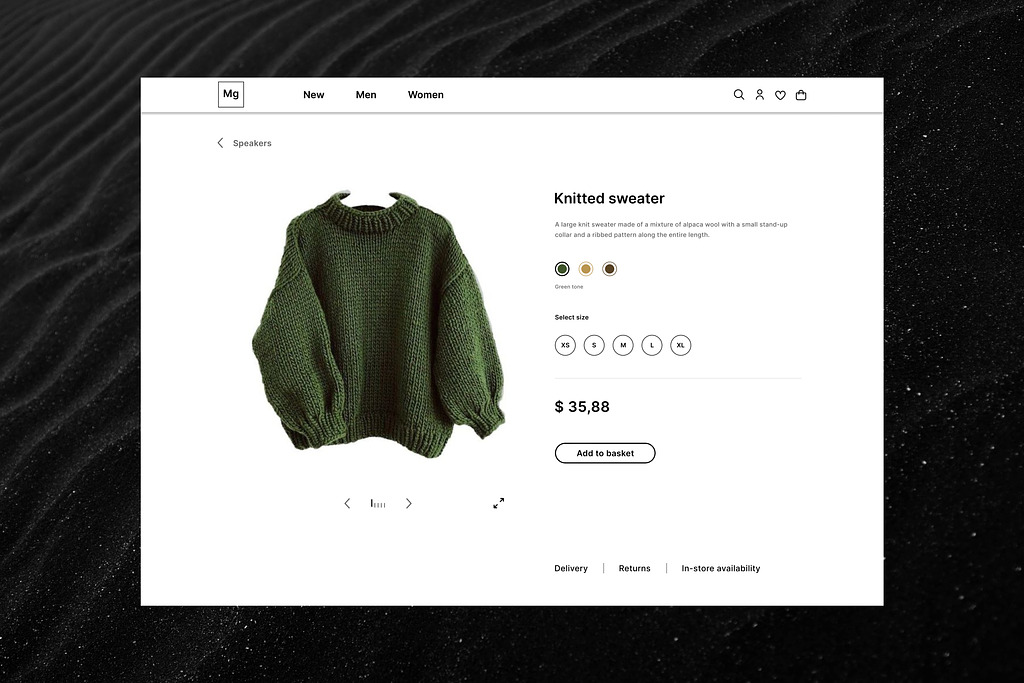 Mg
New
Men
Women
Speakers
Knitted sweater
A large knit sweater made of a mixture of alpaca wool with a small stand-up
collar and a ribbed pattern along the entire length.
Green tone
Select size
XS
S
M
L
XL
$ 35,88
Add to basket
Delivery
Returns
In-store availability